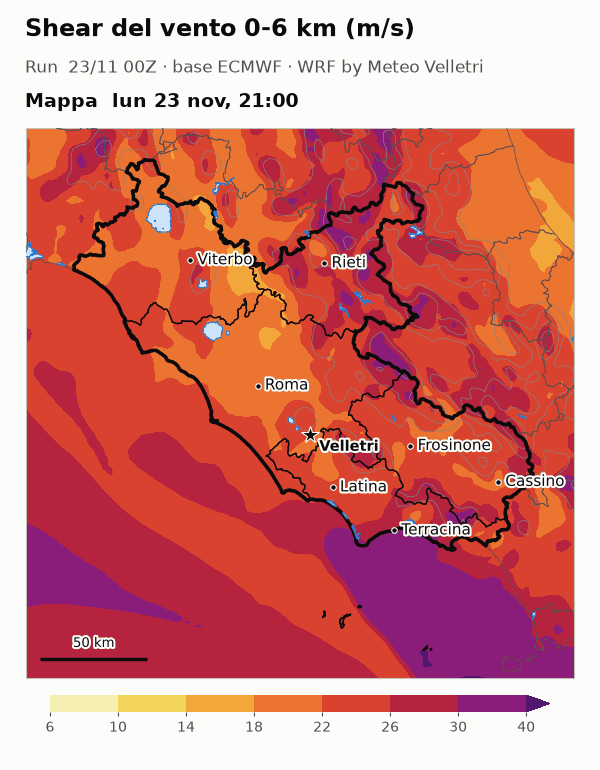 Shear del vento 0-6 km (m/s)
Run  23/11 00Z · base ECMWF · WRF by Meteo Velletri
Mappa  lun 23 nov, 21:00
Viterbo
Rieti
Roma
Velletri
Frosinone
Cassino
Latina
Terracina
50 km
6 10 14 18 22 26 30 40